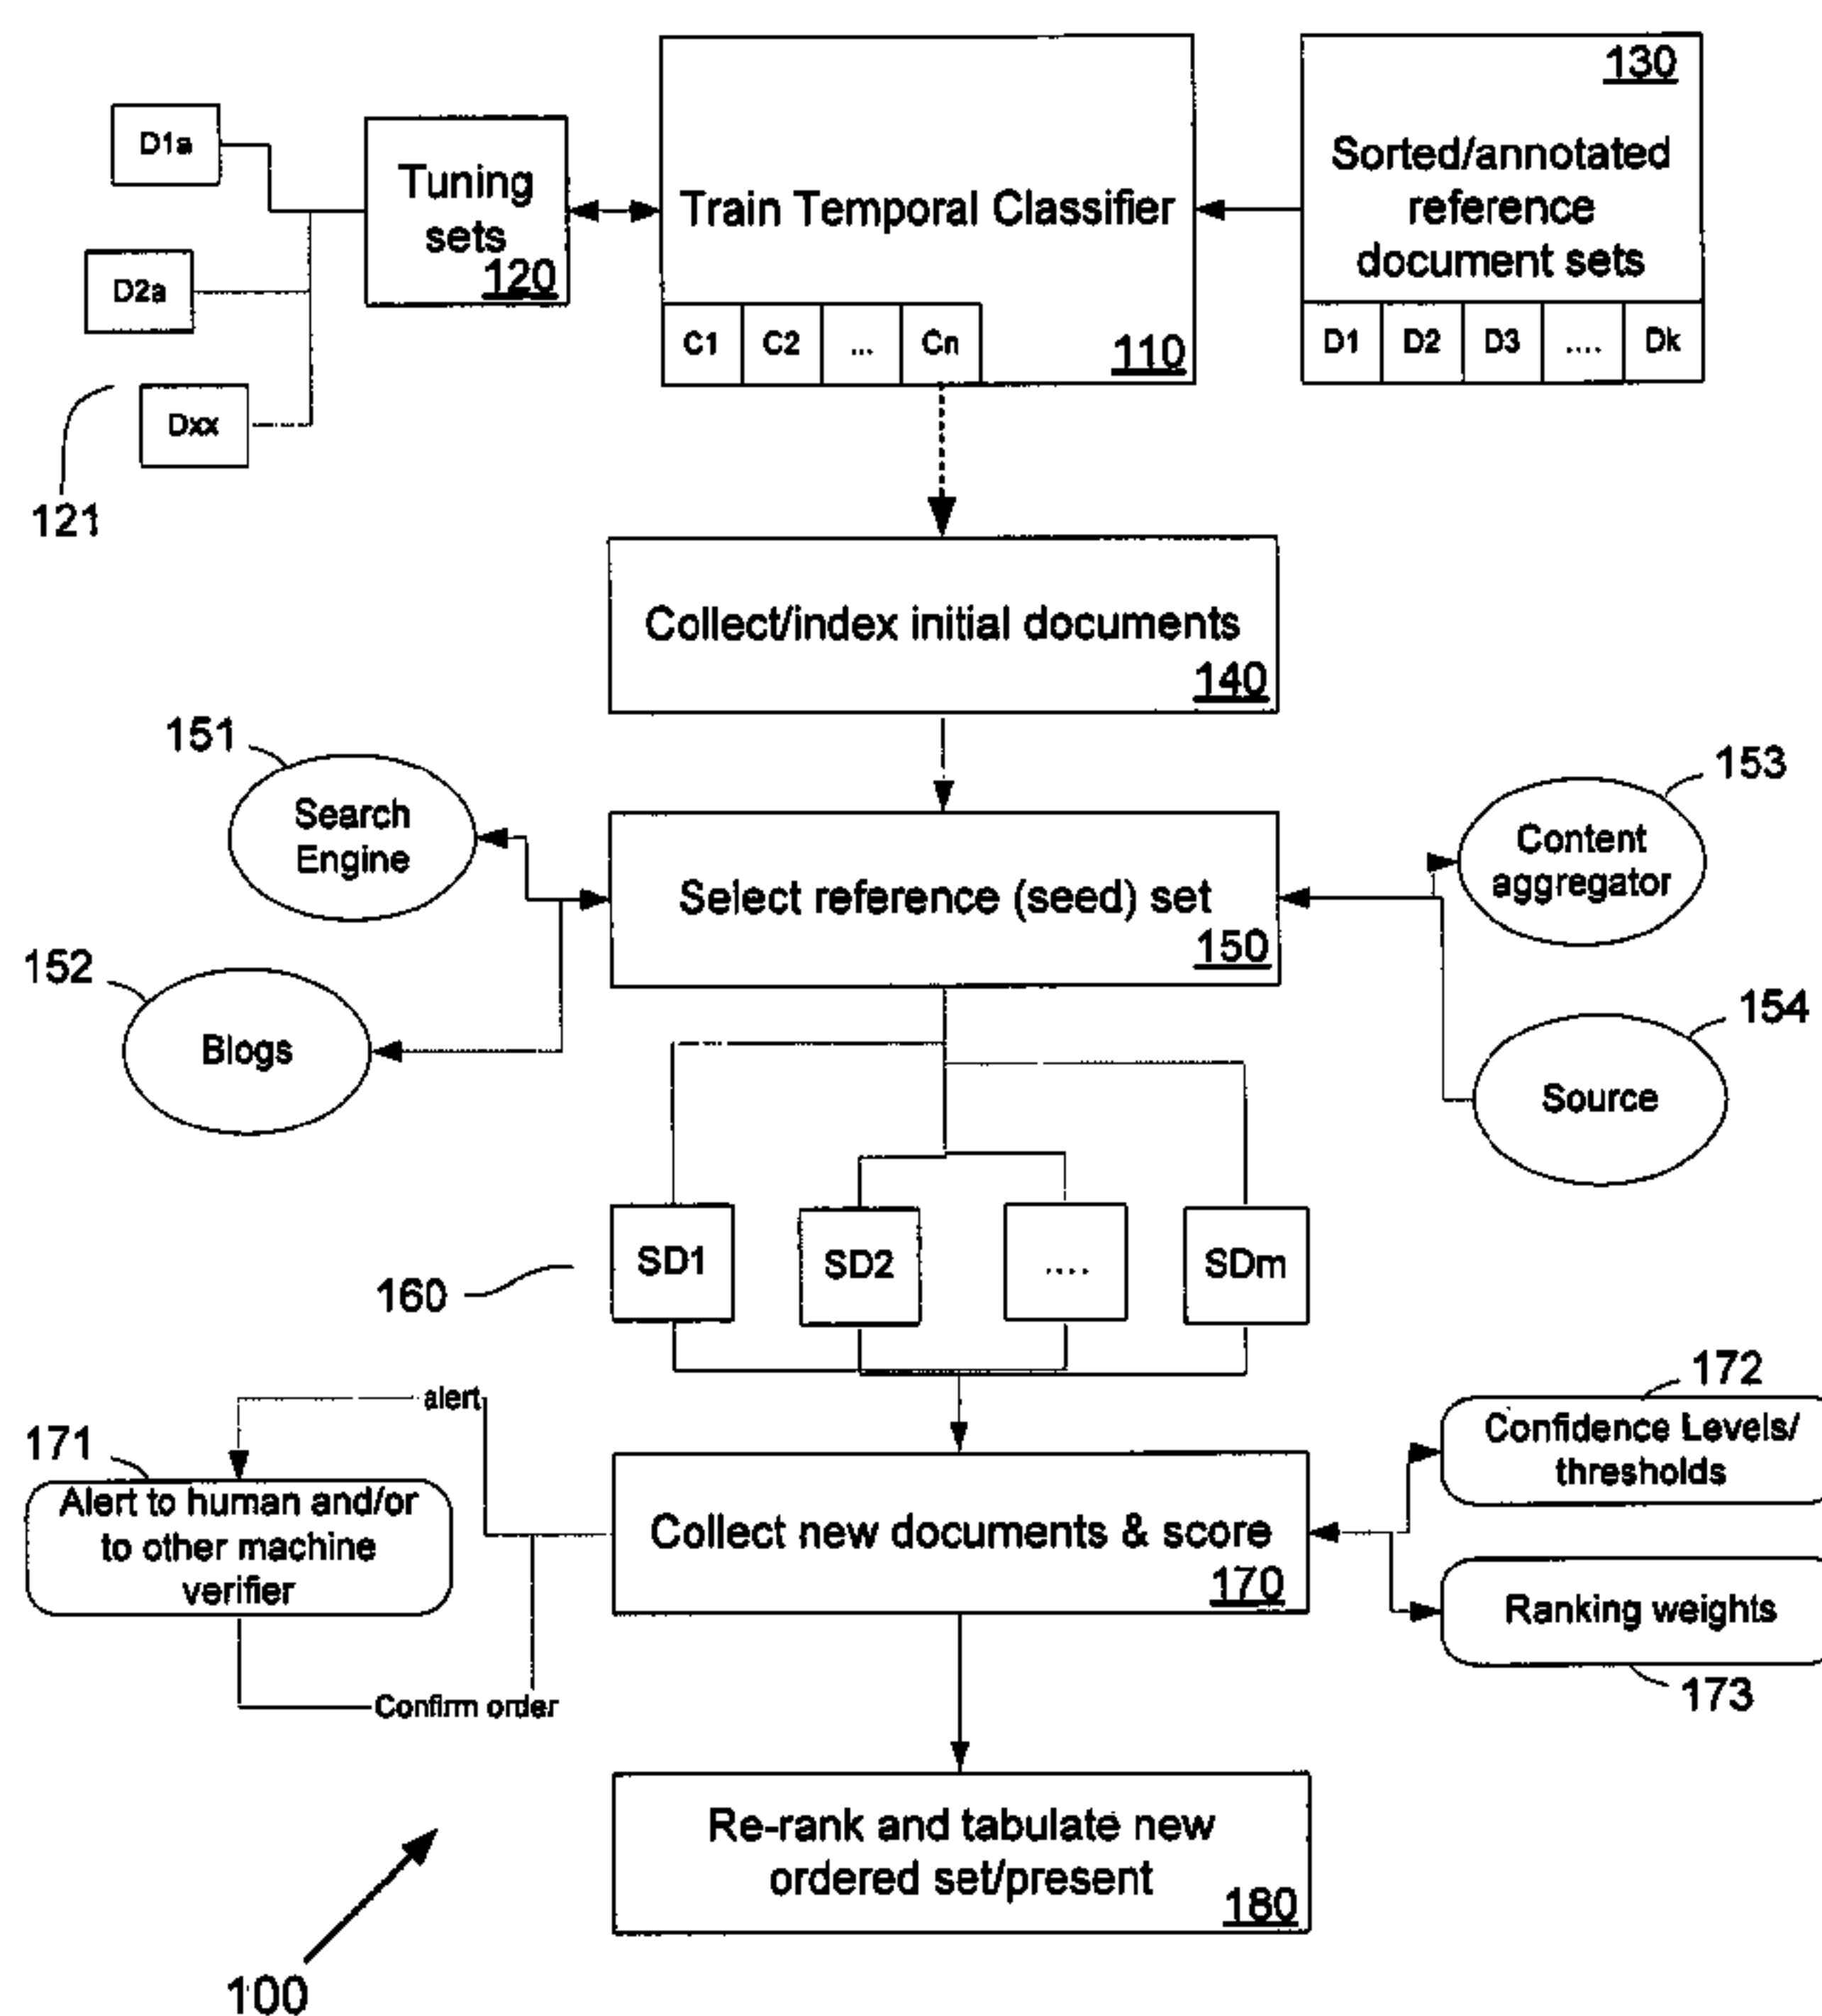 130
D1a
Tuning
sets
120
Train Temporal Classifier
Sorted/annotated
reference
document sets
D2a
C1 C2 ... Cn
110
D1 D2 D3 .... Dk
Dxx
121
Collect/index initial documents
140
151
Search
Engine
153
Content
aggregator
Select reference (seed) set
150
152
Blogs
154
Source
160
SD1 SD2 .... SDm
alert
171
Alert to human and/or
to other machine
verifier
172
Confidence Levels/
thresholds
Collect new documents & score
170
Ranking weights
173
Confirm order
Re-rank and tabulate new
ordered set/present
180
100